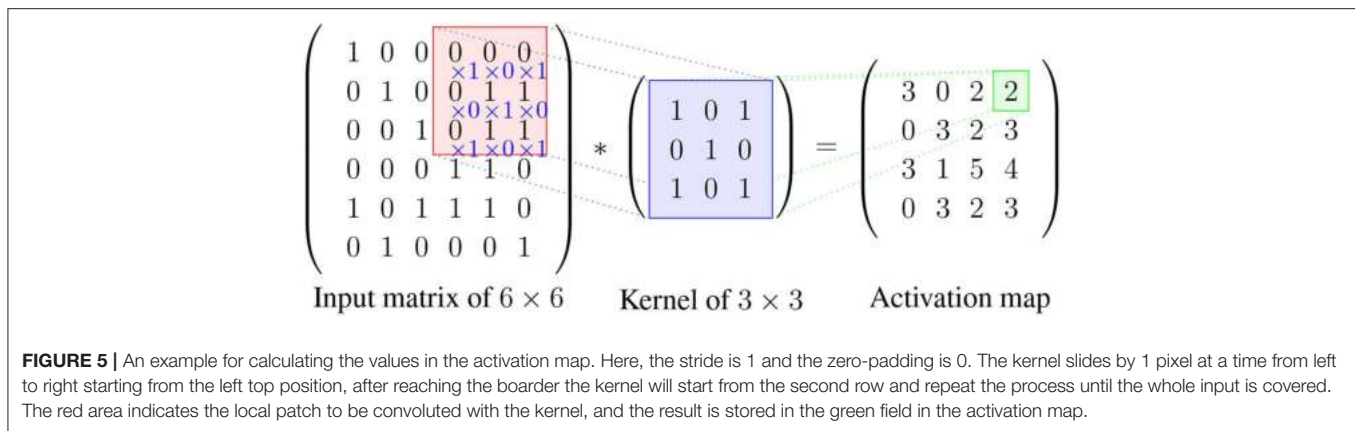 1 0 0 0 0 0
×1 ×0 ×1
0 1 0 0 1 1
×0 ×1 ×0
0 0 1 0 1 1
×1 ×0 ×1
0 0 0 1 1 0
1 0 1 1 1 0
0 1 0 0 0 1
*
1 0 1
0 1 0
1 0 1
=
3 0 2 2
0 3 2 3
3 1 5 4
0 3 2 3
Input matrix of 6 × 6
Kernel of 3 × 3
Activation map
FIGURE 5 | An example for calculating the values in the activation map. Here, the stride is 1 and the zero-padding is 0. The kernel slides by 1 pixel at a time from left
to right starting from the left top position, after reaching the boarder the kernel will start from the second row and repeat the process until the whole input is covered.
The red area indicates the local patch to be convoluted with the kernel, and the result is stored in the green field in the activation map.